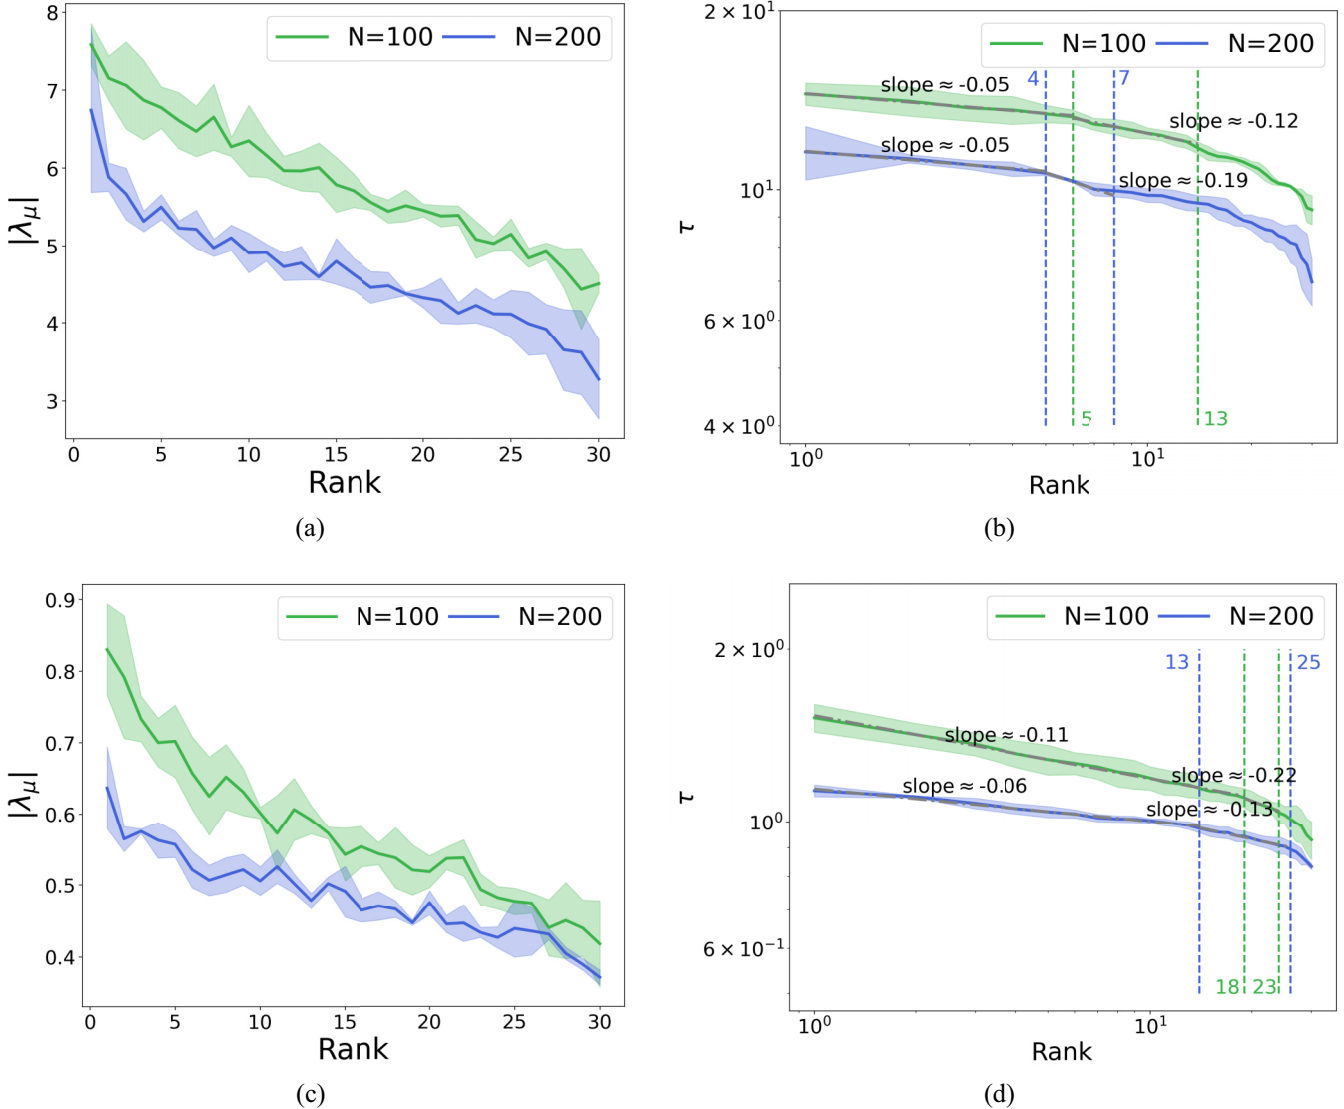 N=100 N=200
8
7
6
5
4
3
|λμ|
0 5 10 15 20 25 30
Rank
(a)
N=100 N=200
2 × 10¹
10¹
6 × 10⁰
4 × 10⁰
τ
4 7
slope ≈ -0.05
slope ≈ -0.12
slope ≈ -0.05
slope ≈ -0.19
5 13
10⁰ 10¹
Rank
(b)
N=100 N=200
0.9
0.8
0.7
0.6
0.5
0.4
|λμ|
0 5 10 15 20 25 30
Rank
(c)
N=100 N=200
2 × 10⁰
10⁰
6 × 10⁻¹
τ
13 25
slope ≈ -0.11
slope ≈ -0.22
slope ≈ -0.06
slope ≈ -0.13
18 23
10⁰ 10¹
Rank
(d)